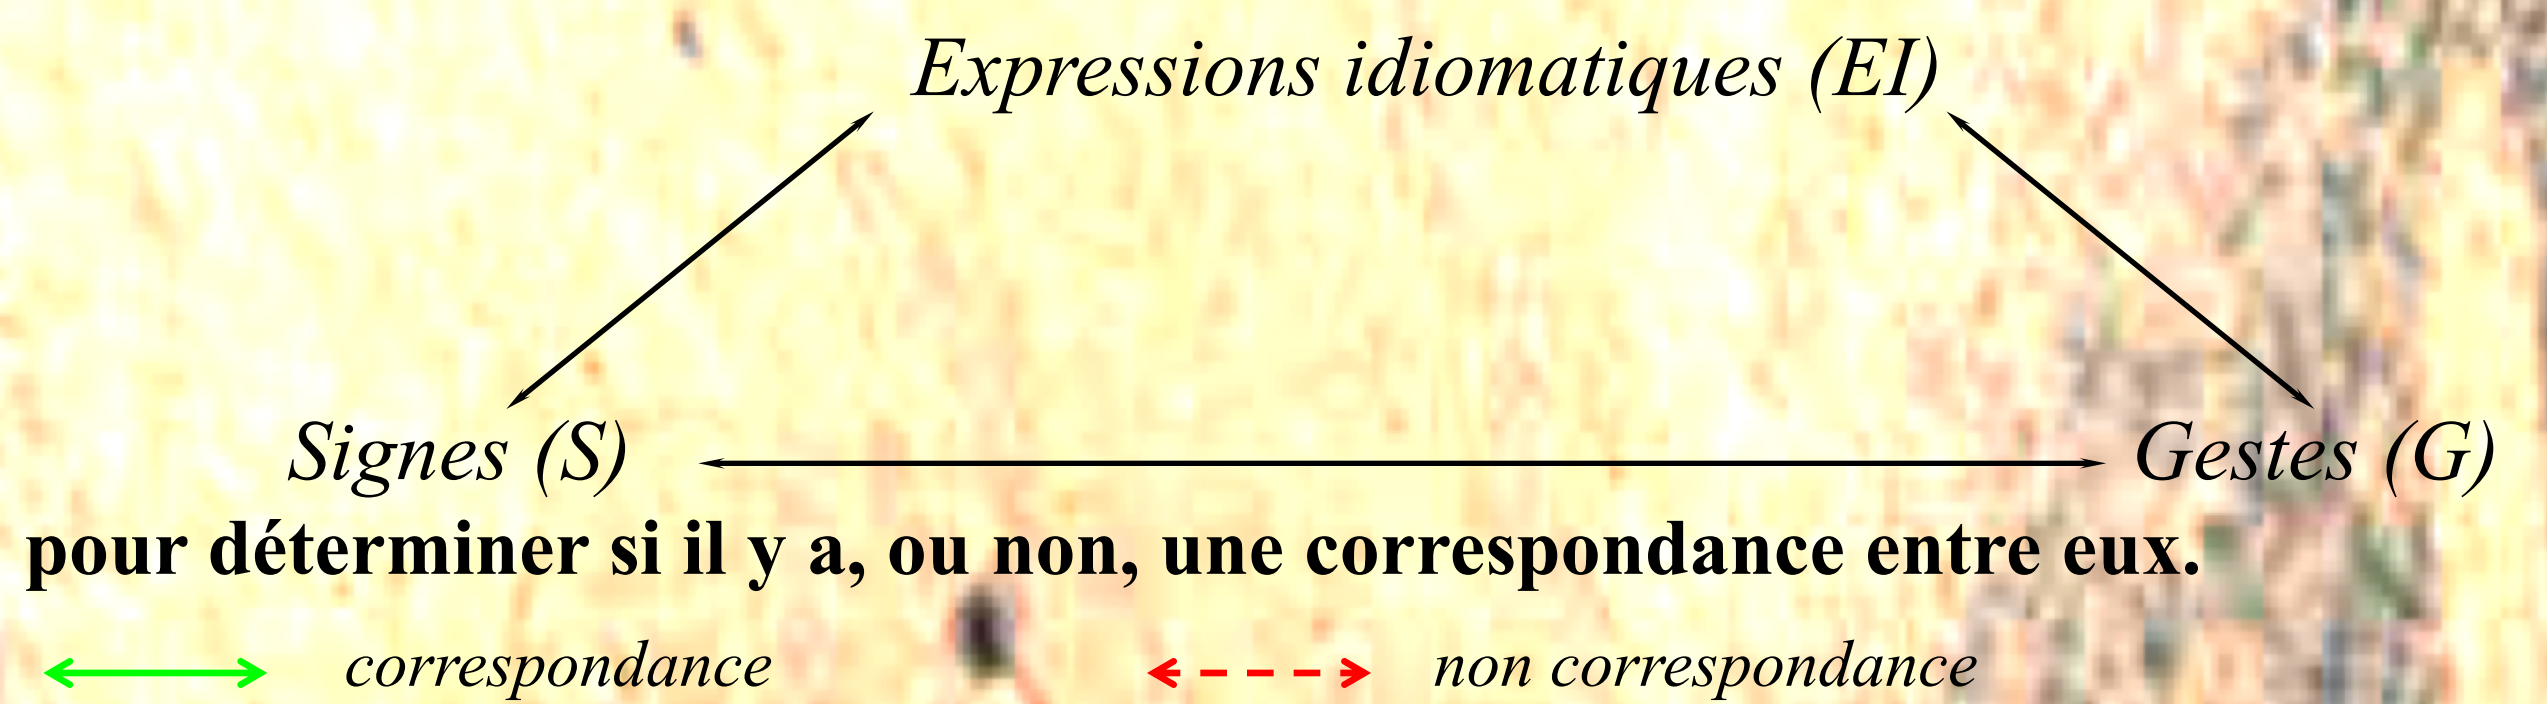 Expressions idiomatiques (EI)
Signes (S) Gestes (G)
pour déterminer si il y a, ou non, une correspondance entre eux.
correspondance non correspondance